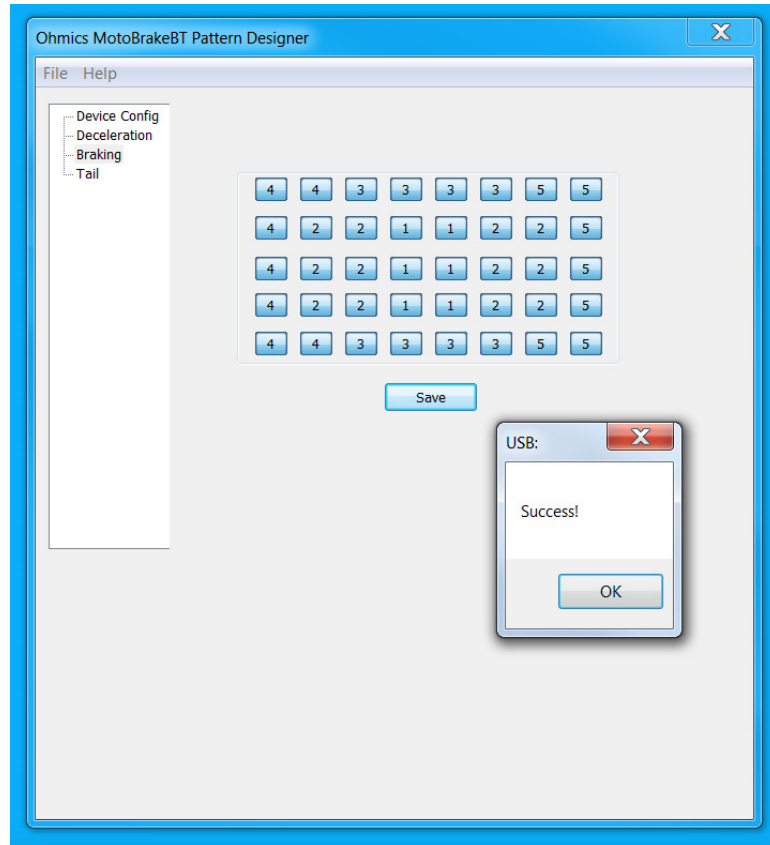 Ohmics MotoBrakeBT Pattern Designer
File Help
Device Config
Deceleration
Braking
Tail
4 4 3 3 3 3 5 5
4 2 2 1 1 2 2 5
4 2 2 1 1 2 2 5
4 2 2 1 1 2 2 5
4 4 3 3 3 3 5 5
Save
USB:
Success!
OK